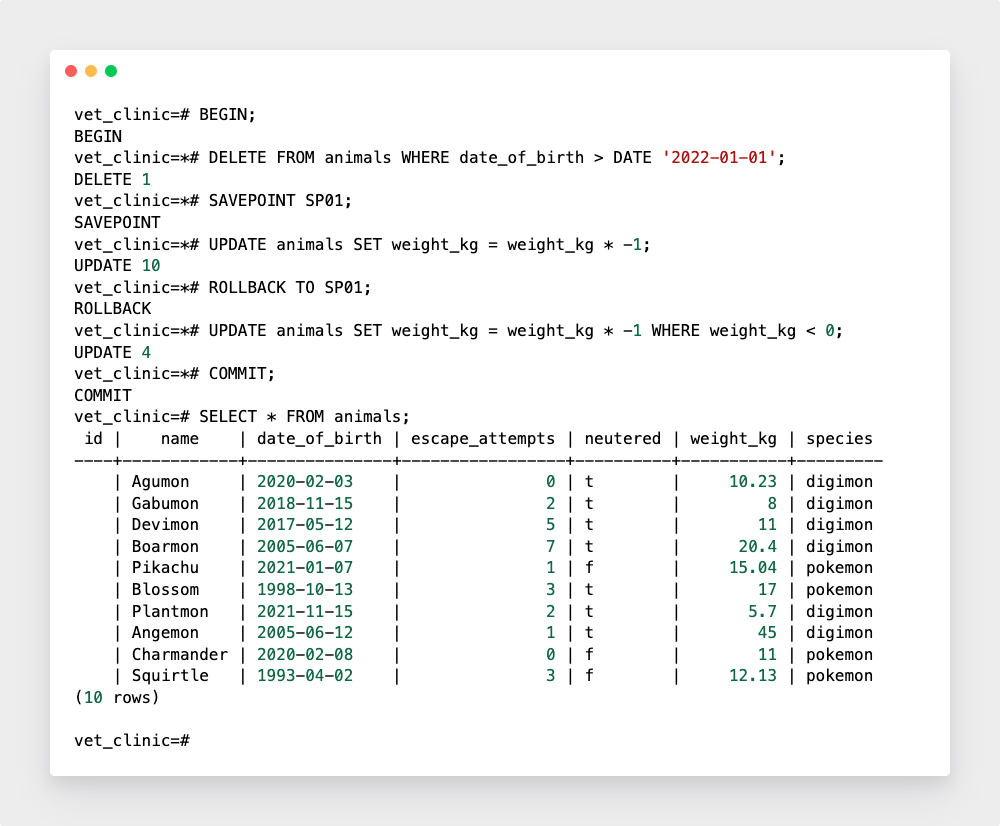 vet_clinic=# BEGIN;
BEGIN
vet_clinic=*# DELETE FROM animals WHERE date_of_birth > DATE '2022-01-01';
DELETE 1
vet_clinic=*# SAVEPOINT SP01;
SAVEPOINT
vet_clinic=*# UPDATE animals SET weight_kg = weight_kg * -1;
UPDATE 10
vet_clinic=*# ROLLBACK TO SP01;
ROLLBACK
vet_clinic=*# UPDATE animals SET weight_kg = weight_kg * -1 WHERE weight_kg < 0;
UPDATE 4
vet_clinic=*# COMMIT;
COMMIT
vet_clinic=# SELECT * FROM animals;
 id |    name    | date_of_birth | escape_attempts | neutered | weight_kg | species
----+------------+---------------+-----------------+----------+-----------+---------
    | Agumon     | 2020-02-03    |               0 | t        |     10.23 | digimon
    | Gabumon    | 2018-11-15    |               2 | t        |         8 | digimon
    | Devimon    | 2017-05-12    |               5 | t        |        11 | digimon
    | Boarmon    | 2005-06-07    |               7 | t        |      20.4 | digimon
    | Pikachu    | 2021-01-07    |               1 | f        |     15.04 | pokemon
    | Blossom    | 1998-10-13    |               3 | t        |        17 | pokemon
    | Plantmon   | 2021-11-15    |               2 | t        |       5.7 | digimon
    | Angemon    | 2005-06-12    |               1 | t        |        45 | digimon
    | Charmander | 2020-02-08    |               0 | f        |        11 | pokemon
    | Squirtle   | 1993-04-02    |               3 | f        |     12.13 | pokemon
(10 rows)

vet_clinic=#